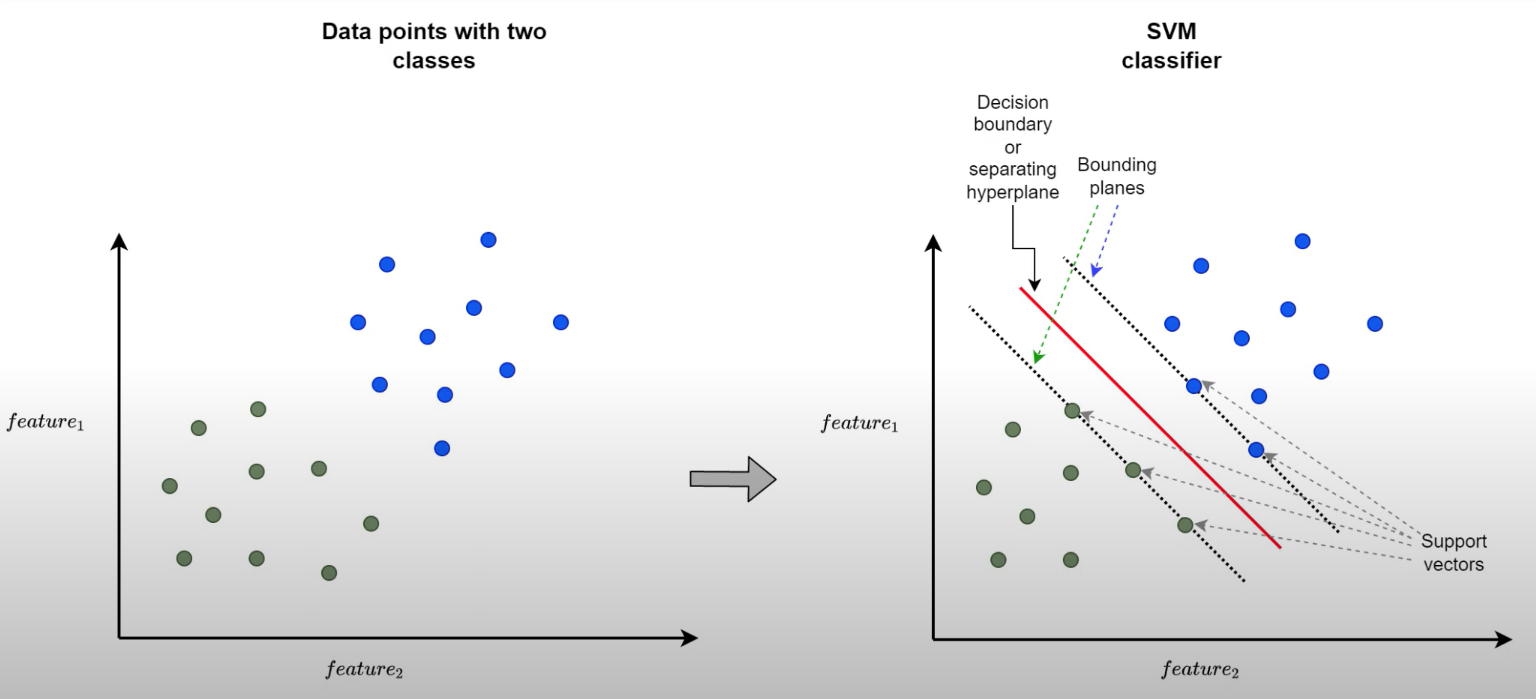 Data points with two
classes
feature₁
feature₂
SVM
classifier
Decision
boundary
or
separating
hyperplane
Bounding
planes
feature₁
feature₂
Support
vectors